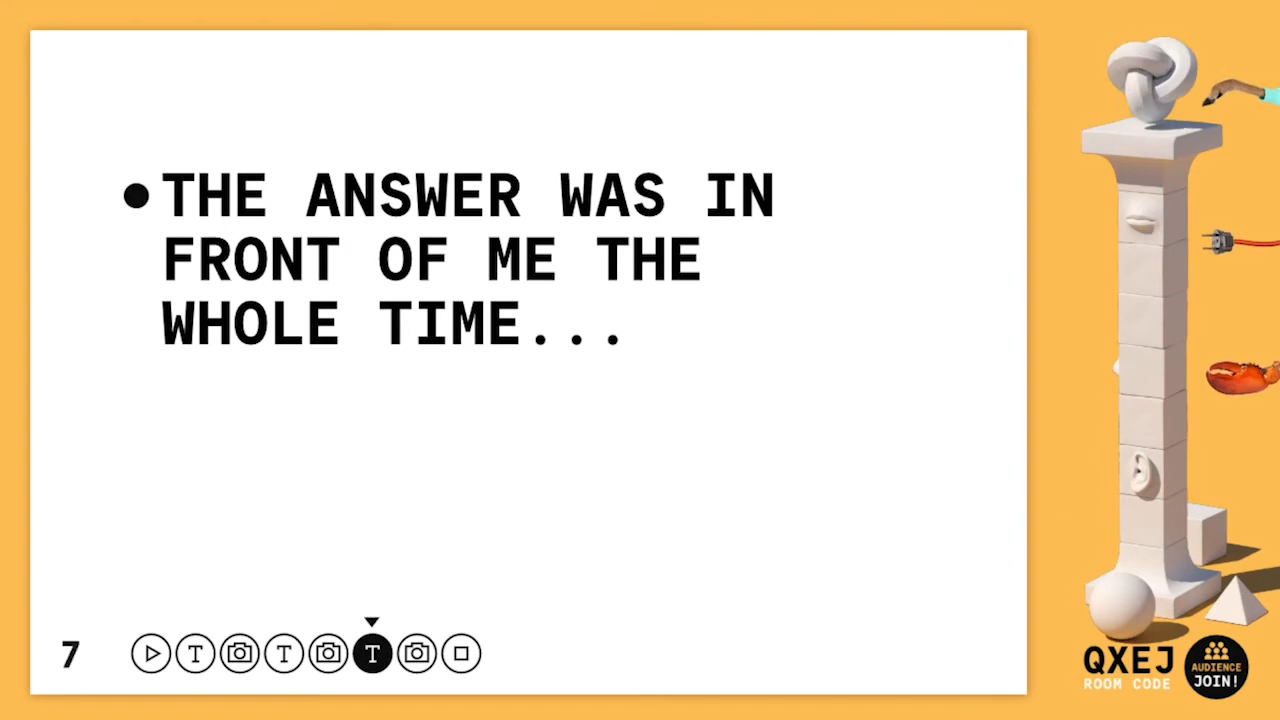 • THE ANSWER WAS IN
FRONT OF ME THE
WHOLE TIME...
7
T T T
QXEJ
ROOM CODE
AUDIENCE
JOIN!